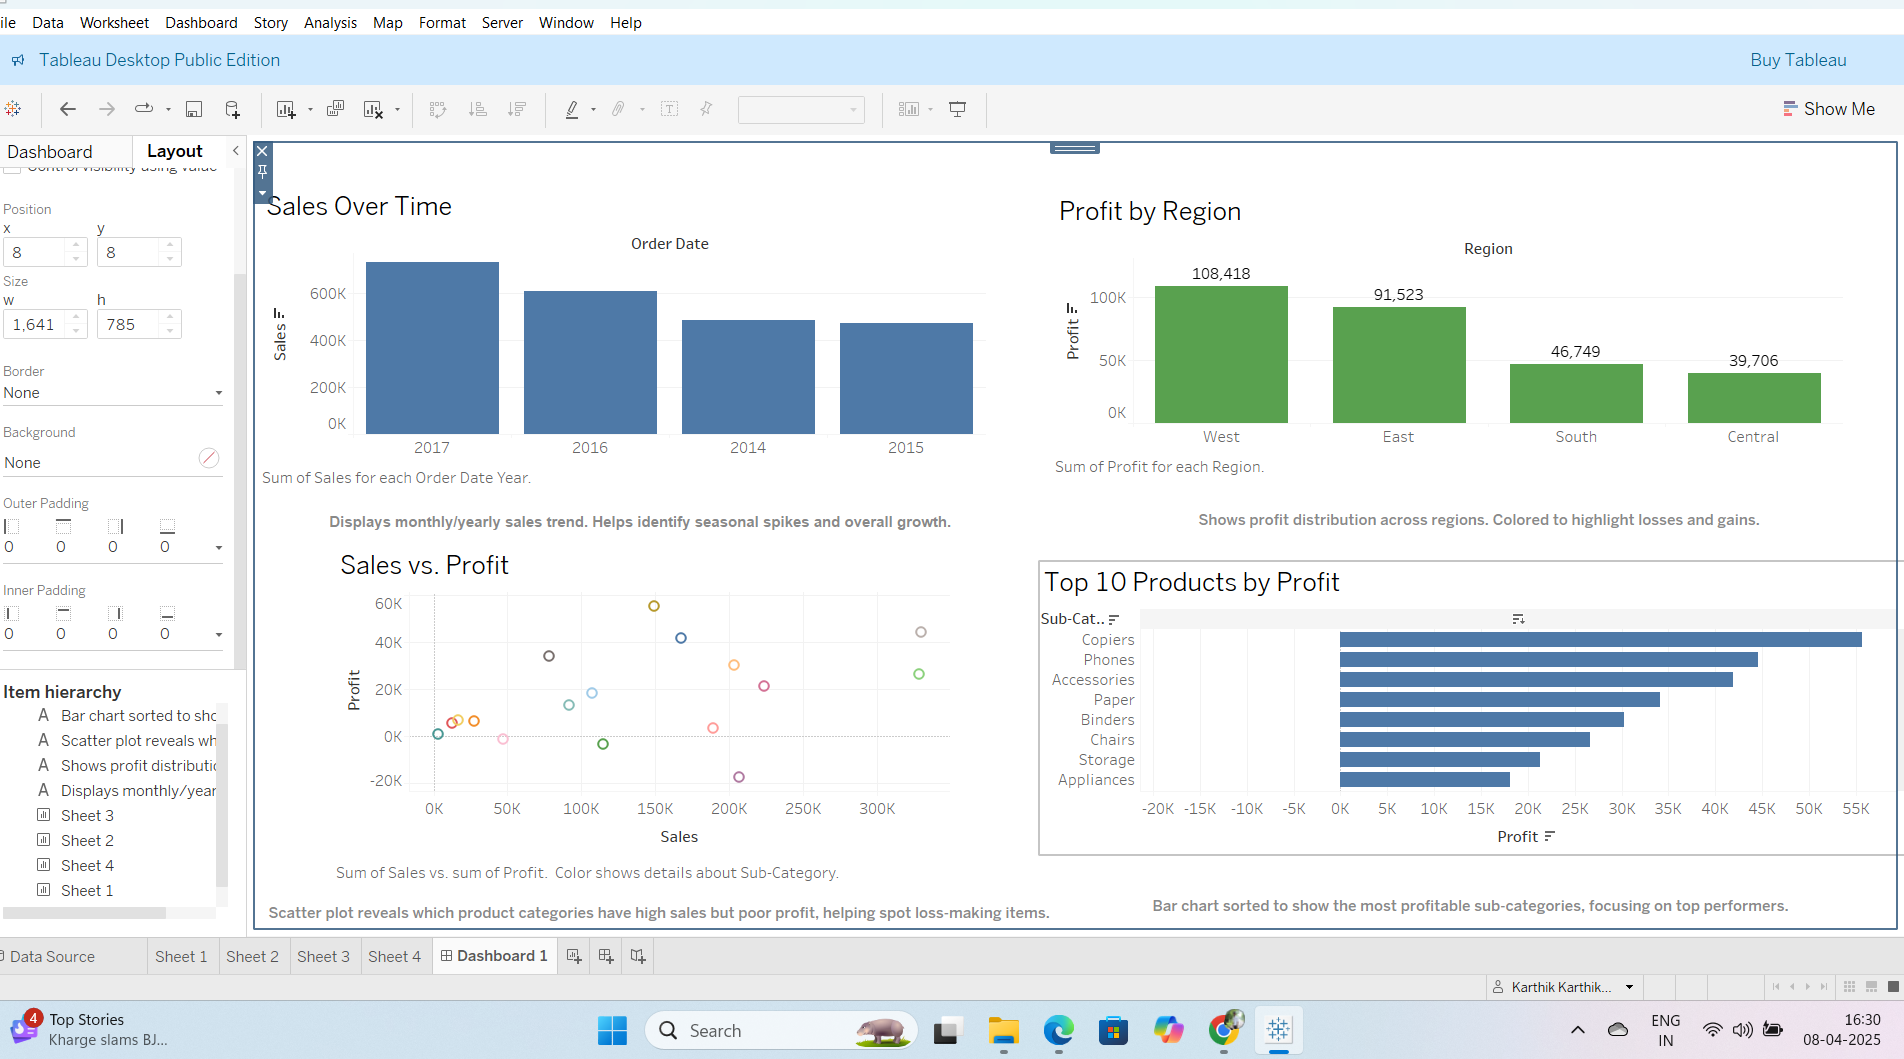 ile Data Worksheet Dashboard Story Analysis Map Format Server Window Help
Tableau Desktop Public Edition
Buy Tableau
Show Me
Dashboard
Layout
Control visibility using value
Position
x y
8 8
Size
w h
1,641 785
Border
None
Background
None
Outer Padding
0 0 0 0
Inner Padding
0 0 0 0
Item hierarchy
A Bar chart sorted to sho
A Scatter plot reveals wh
A Shows profit distributi
A Displays monthly/year
Sheet 3
Sheet 2
Sheet 4
Sheet 1
Sales Over Time
Order Date
Sales
600K
400K
200K
0K
2017 2016 2014 2015
Sum of Sales for each Order Date Year.
Displays monthly/yearly sales trend. Helps identify seasonal spikes and overall growth.
Profit by Region
Region
Profit
100K
50K
0K
108,418
91,523
46,749
39,706
West East South Central
Sum of Profit for each Region.
Shows profit distribution across regions. Colored to highlight losses and gains.
Sales vs. Profit
Profit
60K
40K
20K
0K
-20K
0K 50K 100K 150K 200K 250K 300K
Sales
Sum of Sales vs. sum of Profit. Color shows details about Sub-Category.
Scatter plot reveals which product categories have high sales but poor profit, helping spot loss-making items.
Top 10 Products by Profit
Sub-Cat..
Copiers
Phones
Accessories
Paper
Binders
Chairs
Storage
Appliances
-20K -15K -10K -5K 0K 5K 10K 15K 20K 25K 30K 35K 40K 45K 50K 55K
Profit
Bar chart sorted to show the most profitable sub-categories, focusing on top performers.
Data Source Sheet 1 Sheet 2 Sheet 3 Sheet 4 Dashboard 1
Karthik Karthik...
4
Top Stories
Kharge slams BJ...
Search
ENG
IN
16:30
08-04-2025